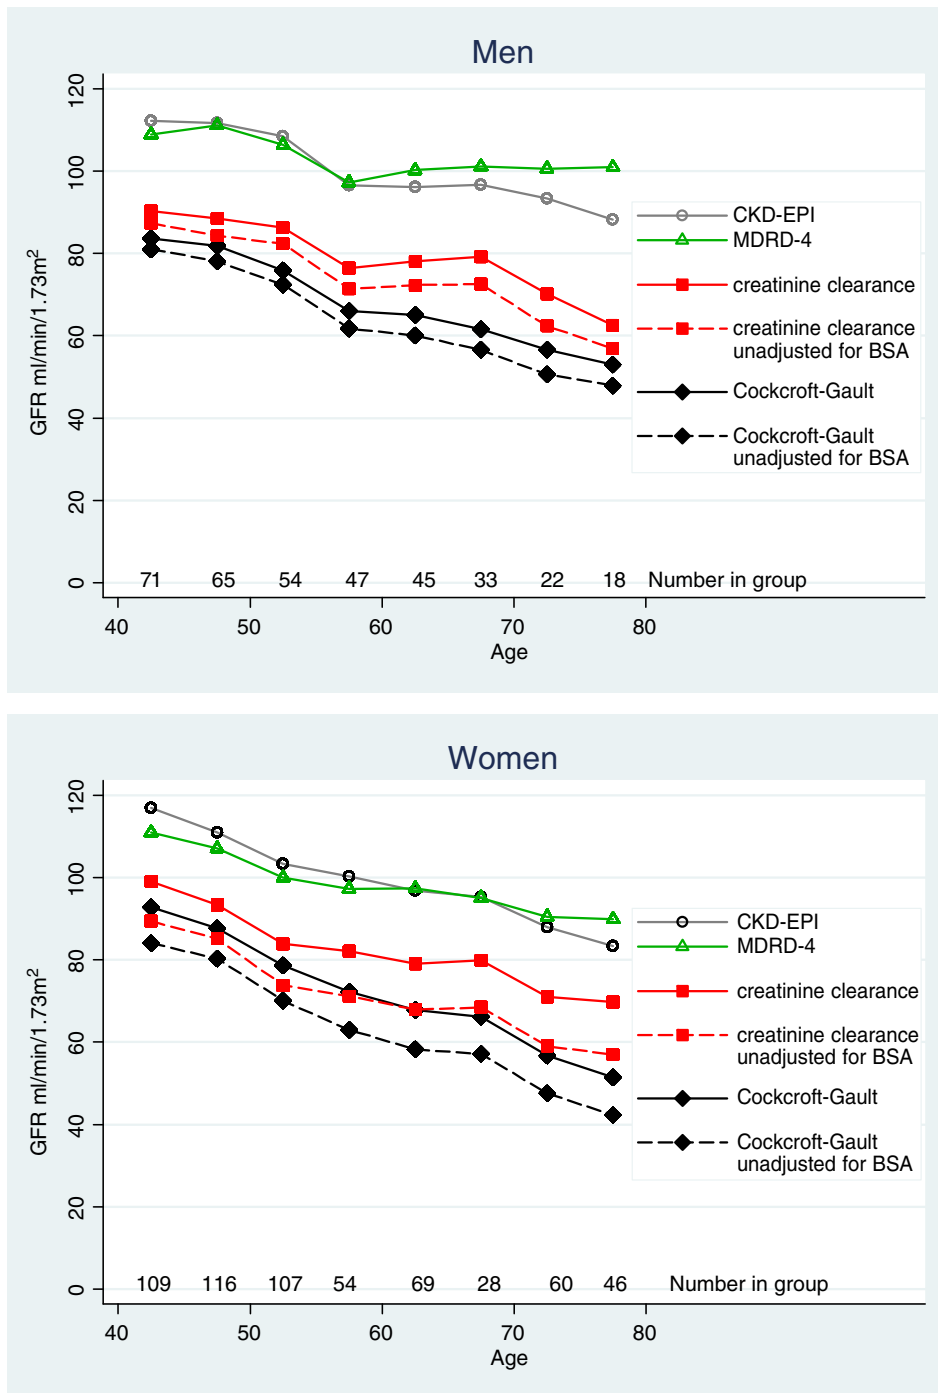 Men
GFR ml/min/1.73m²
120
100
80
60
40
20
0
CKD-EPI
MDRD-4
creatinine clearance
creatinine clearance
unadjusted for BSA
Cockcroft-Gault
Cockcroft-Gault
unadjusted for BSA
71 65 54 47 45 33 22 18 Number in group
40 50 60 70 80
Age
Women
GFR ml/min/1.73m²
120
100
80
60
40
20
0
CKD-EPI
MDRD-4
creatinine clearance
creatinine clearance
unadjusted for BSA
Cockcroft-Gault
Cockcroft-Gault
unadjusted for BSA
109 116 107 54 69 28 60 46 Number in group
40 50 60 70 80
Age